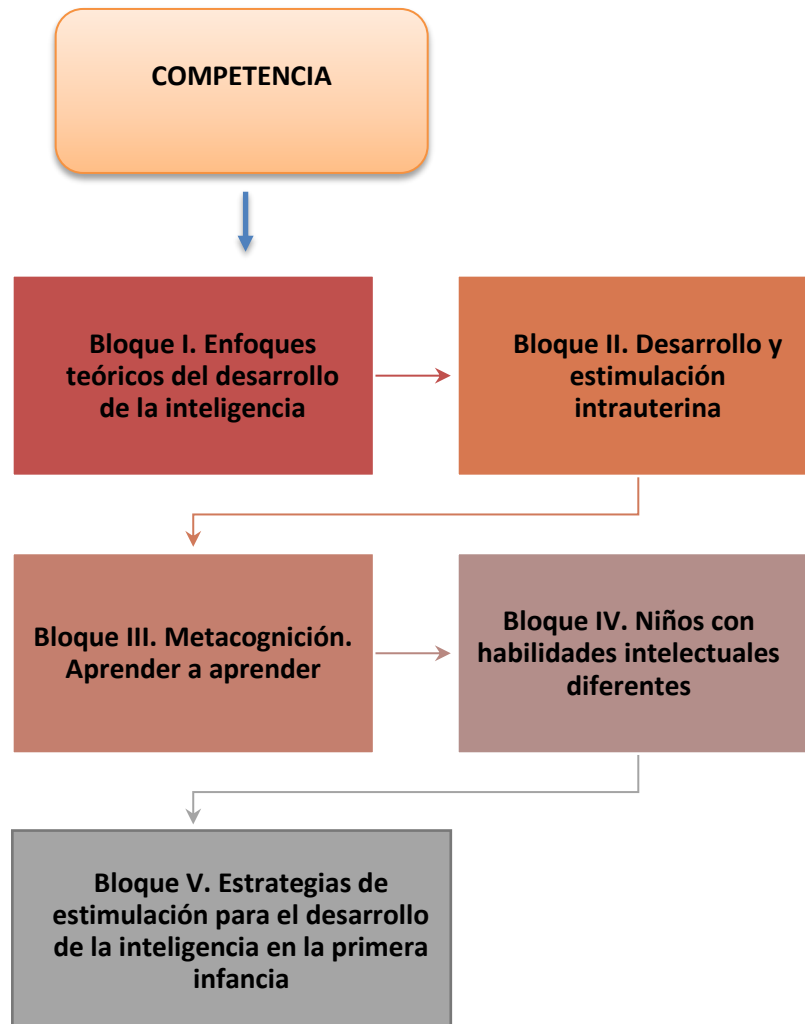 COMPETENCIA
Bloque I. Enfoques
teóricos del desarrollo
de la inteligencia
Bloque II. Desarrollo y
estimulación
intrauterina
Bloque III. Metacognición.
Aprender a aprender
Bloque IV. Niños con
habilidades intelectuales
diferentes
Bloque V. Estrategias de
estimulación para el desarrollo
de la inteligencia en la primera
infancia